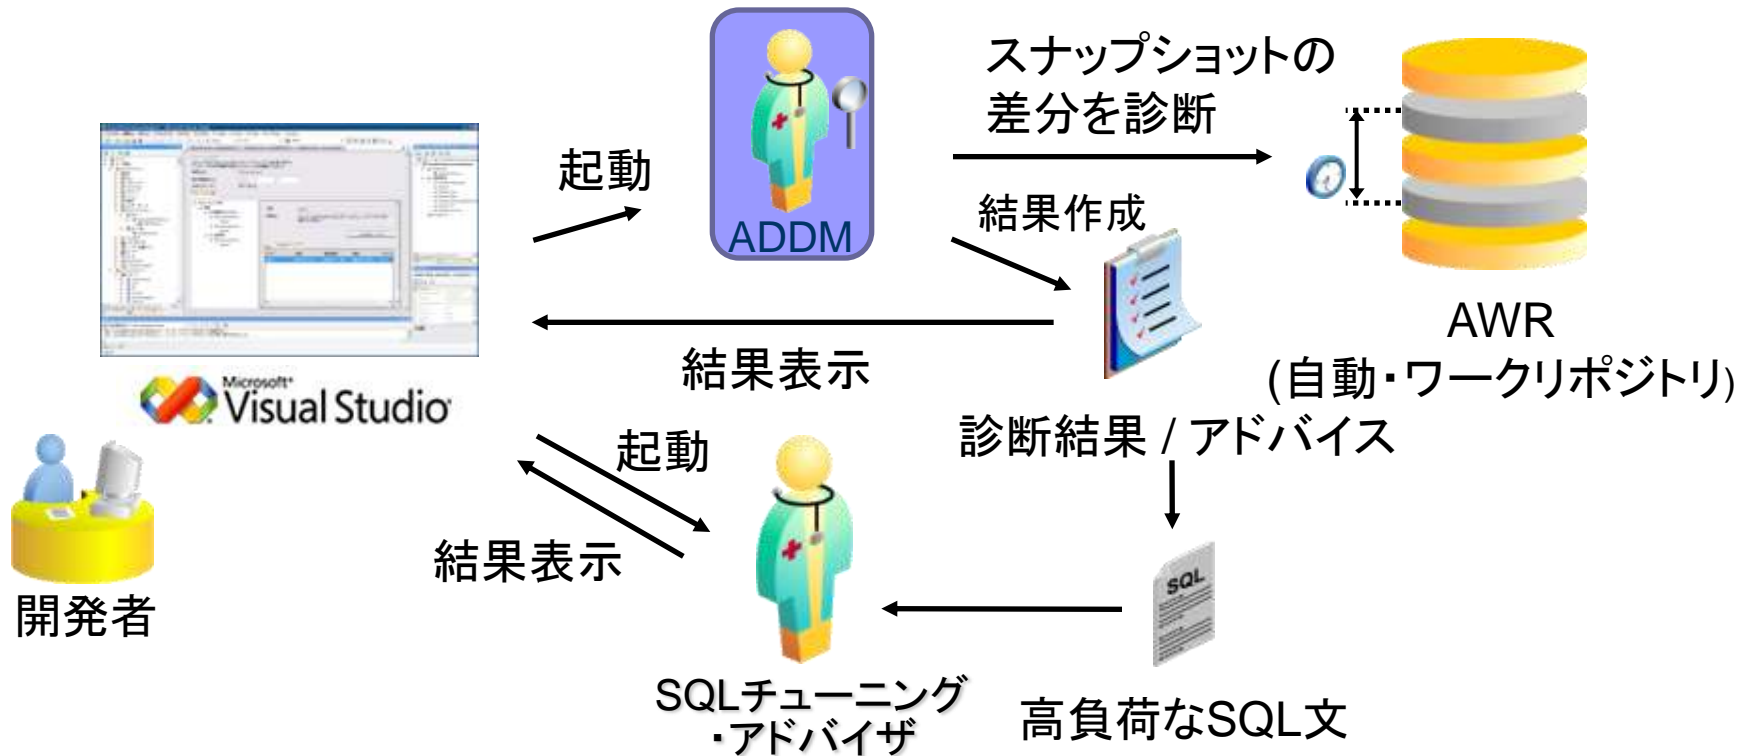 スナップショットの
差分を診断
起動
ADDM
結果作成
AWR
(自動・ワークリポジトリ)
結果表示
Microsoft
Visual Studio
診断結果 / アドバイス
起動
結果表示
開発者
SQL
SQLチューニング
・アドバイザ
高負荷なSQL文